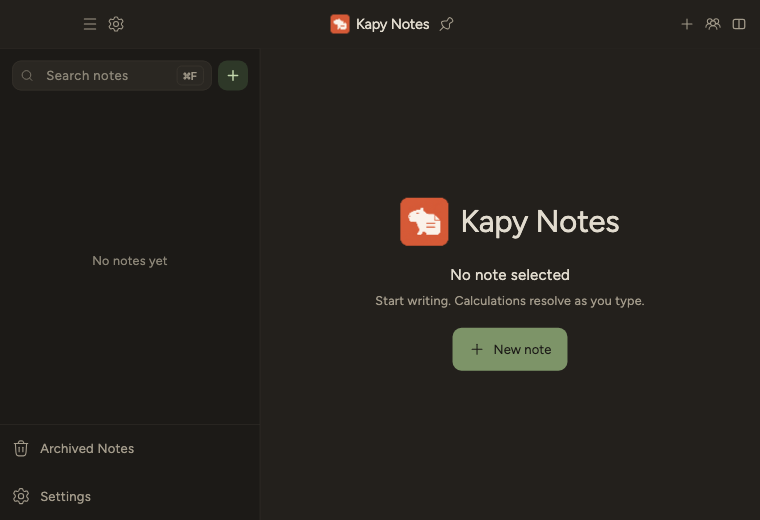 Kapy Notes
Search notes
⌘F
No notes yet
Kapy Notes
No note selected
Start writing. Calculations resolve as you type.
New note
Archived Notes
Settings